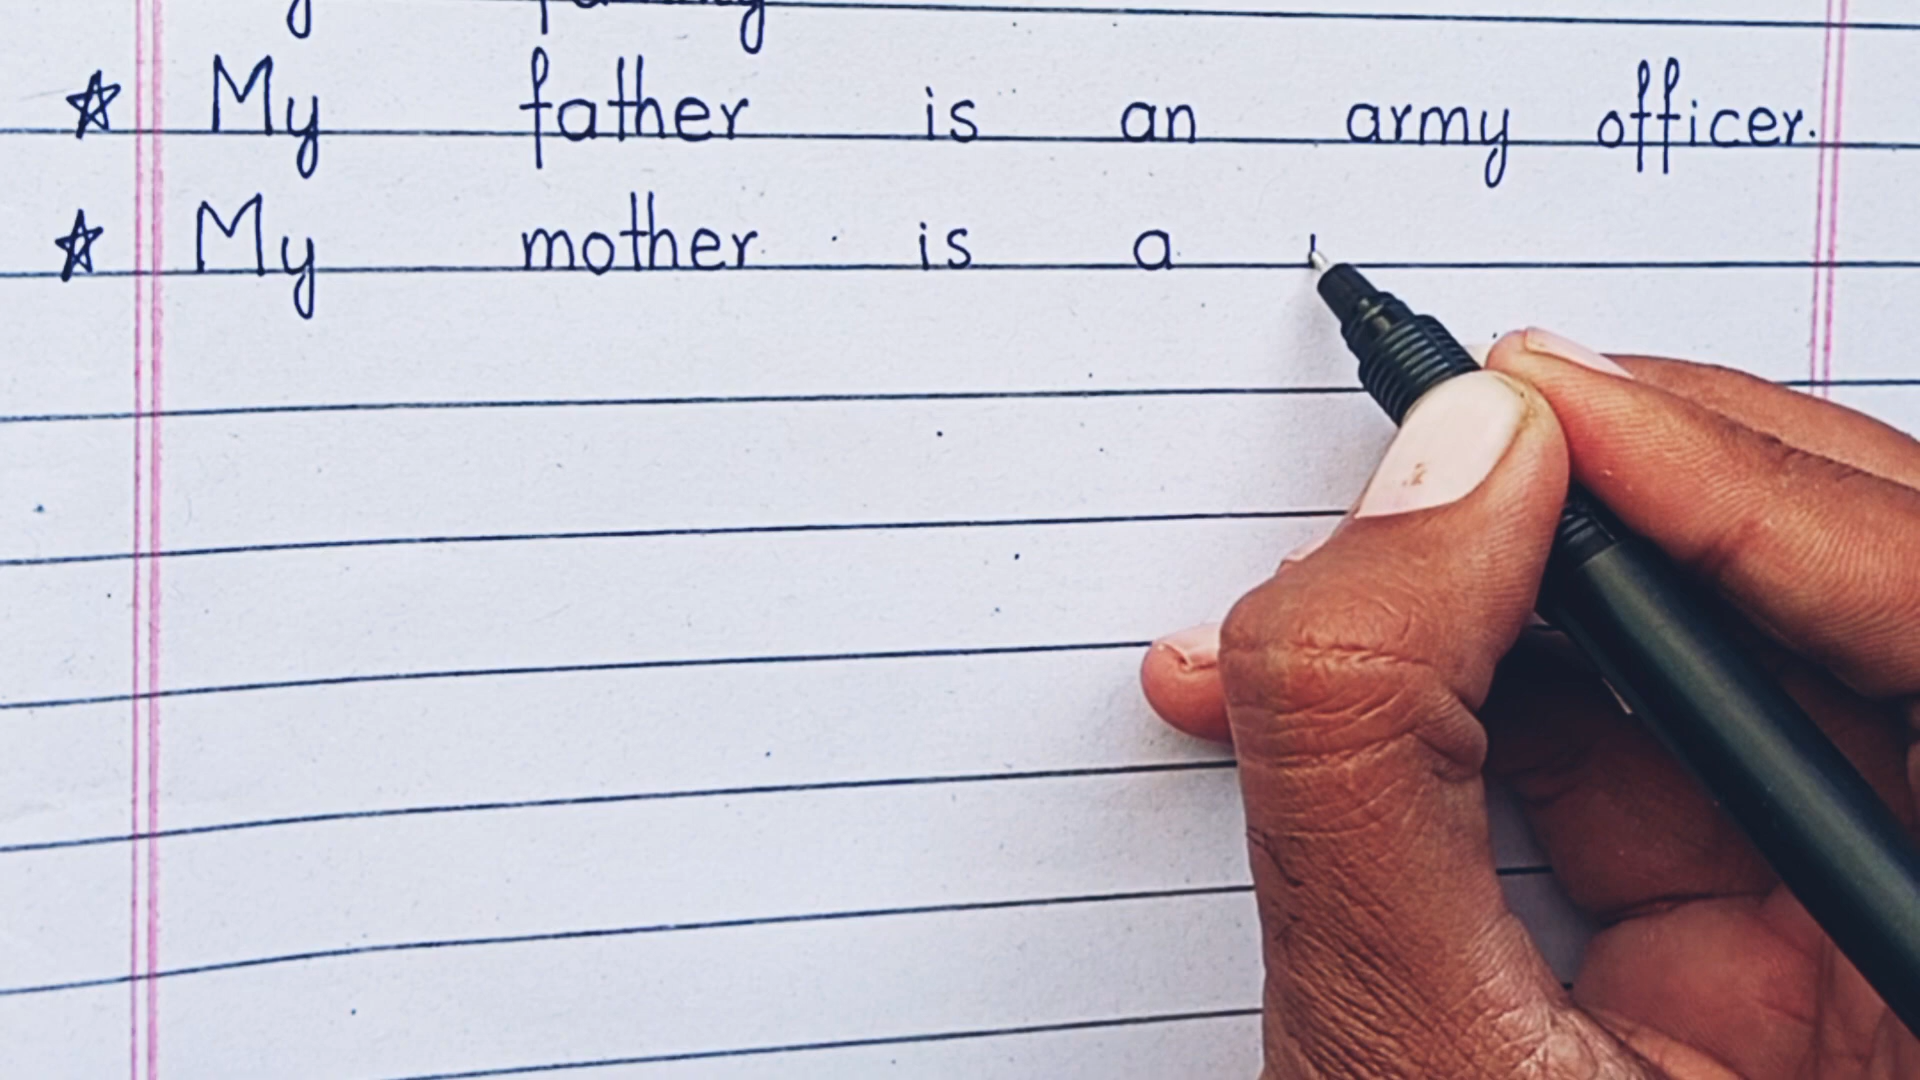 ★ My father is an army officer.
★ My mother is a